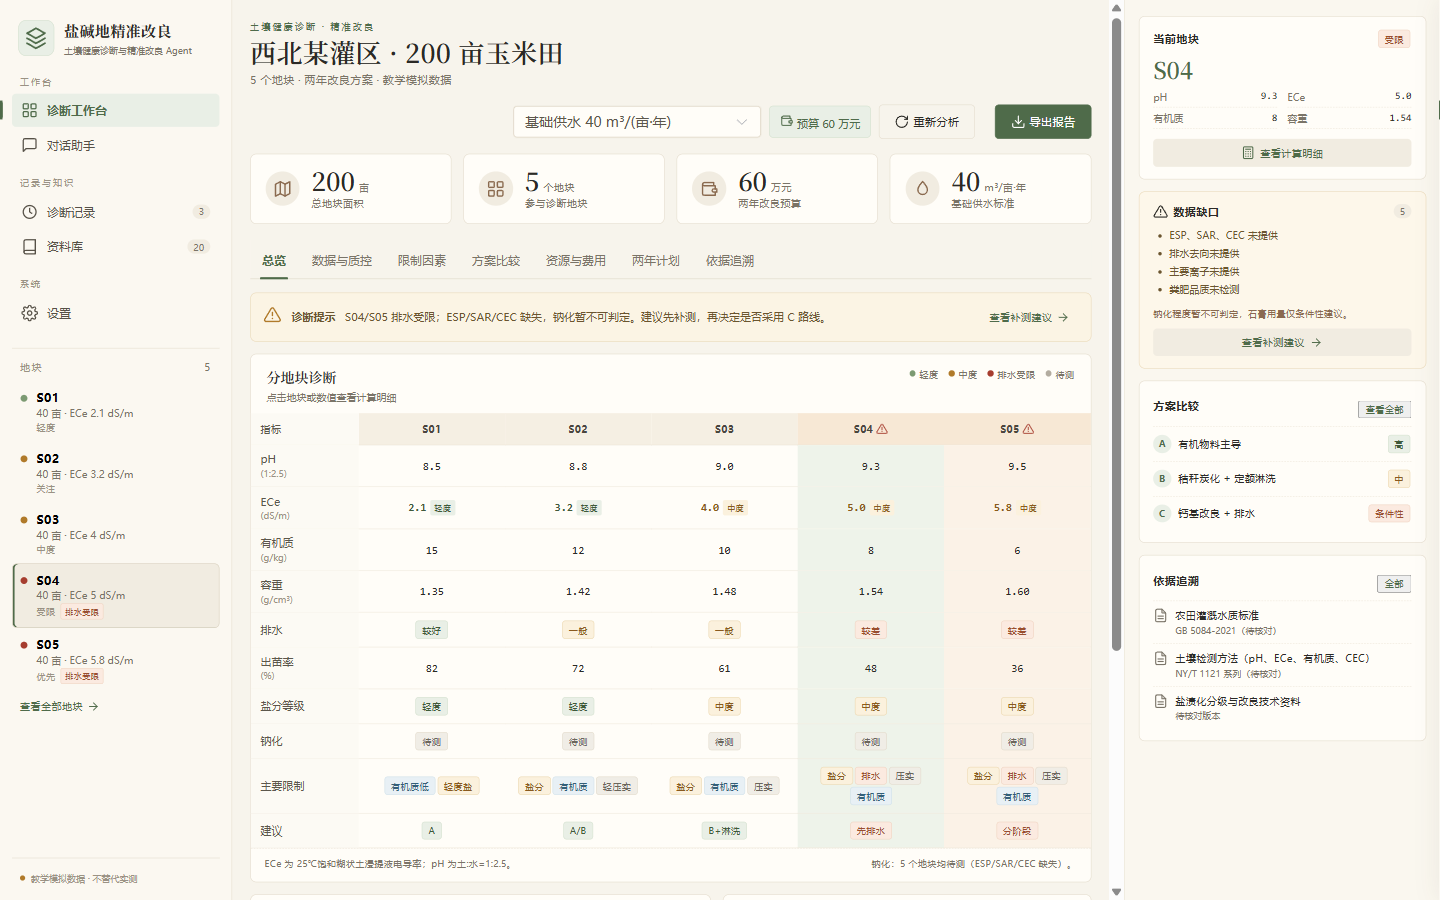 盐碱地精准改良
土壤健康诊断与精准改良 Agent
工作台
诊断工作台
对话助手
记录与知识
诊断记录 3
资料库 20
系统
设置
地块 5
S01
40 亩 · ECe 2.1 dS/m
轻度
S02
40 亩 · ECe 3.2 dS/m
关注
S03
40 亩 · ECe 4 dS/m
中度
S04
40 亩 · ECe 5 dS/m
受限 排水受限
S05
40 亩 · ECe 5.8 dS/m
优先 排水受限
查看全部地块 →
教学模拟数据 · 不替代实测
土壤健康诊断 · 精准改良
西北某灌区 · 200 亩玉米田
5 个地块 · 两年改良方案 · 教学模拟数据
基础供水 40 m³/(亩·年) 预算 60 万元 重新分析 导出报告
200 亩
总地块面积
5 个地块
参与诊断地块
60 万元
两年改良预算
40 m³/亩·年
基础供水标准
总览 数据与质控 限制因素 方案比较 资源与费用 两年计划 依据追溯
诊断提示 S04/S05 排水受限；ESP/SAR/CEC 缺失，钠化暂不可判定。建议先补测，再决定是否采用 C 路线。 查看补测建议 →
分地块诊断
点击地块或数值查看计算明细
轻度 中度 排水受限 待测
指标 S01 S02 S03 S04 S05
pH
(1:2.5)
8.5 8.8 9.0 9.3 9.5
ECe
(dS/m)
2.1 轻度 3.2 轻度 4.0 中度 5.0 中度 5.8 中度
有机质
(g/kg)
15 12 10 8 6
容重
(g/cm³)
1.35 1.42 1.48 1.54 1.60
排水 较好 一般 一般 较差 较差
出苗率
(%)
82 72 61 48 36
盐分等级 轻度 轻度 中度 中度 中度
钠化 待测 待测 待测 待测 待测
主要限制 有机质低 轻度盐 盐分 有机质 轻压实 盐分 有机质 压实 盐分 排水 压实 有机质 盐分 排水 压实 有机质
建议 A A/B B+淋洗 先排水 分阶段
ECe 为 25℃饱和糊状土浸提液电导率；pH 为土:水=1:2.5。 钠化：5 个地块均待测（ESP/SAR/CEC 缺失）。
当前地块 受限
S04
pH 9.3 ECe 5.0
有机质 8 容重 1.54
查看计算明细
数据缺口 5
ESP、SAR、CEC 未提供
排水去向未提供
主要离子未提供
粪肥品质未检测
钠化程度暂不可判定，石膏用量仅条件性建议。
查看补测建议 →
方案比较 查看全部
A 有机物料主导 高
B 秸秆炭化 + 定额淋洗 中
C 钙基改良 + 排水 条件性
依据追溯 全部
农田灌溉水质标准
GB 5084-2021（待核对）
土壤检测方法（pH、ECe、有机质、CEC）
NY/T 1121 系列（待核对）
盐渍化分级与改良技术资料
待核对版本